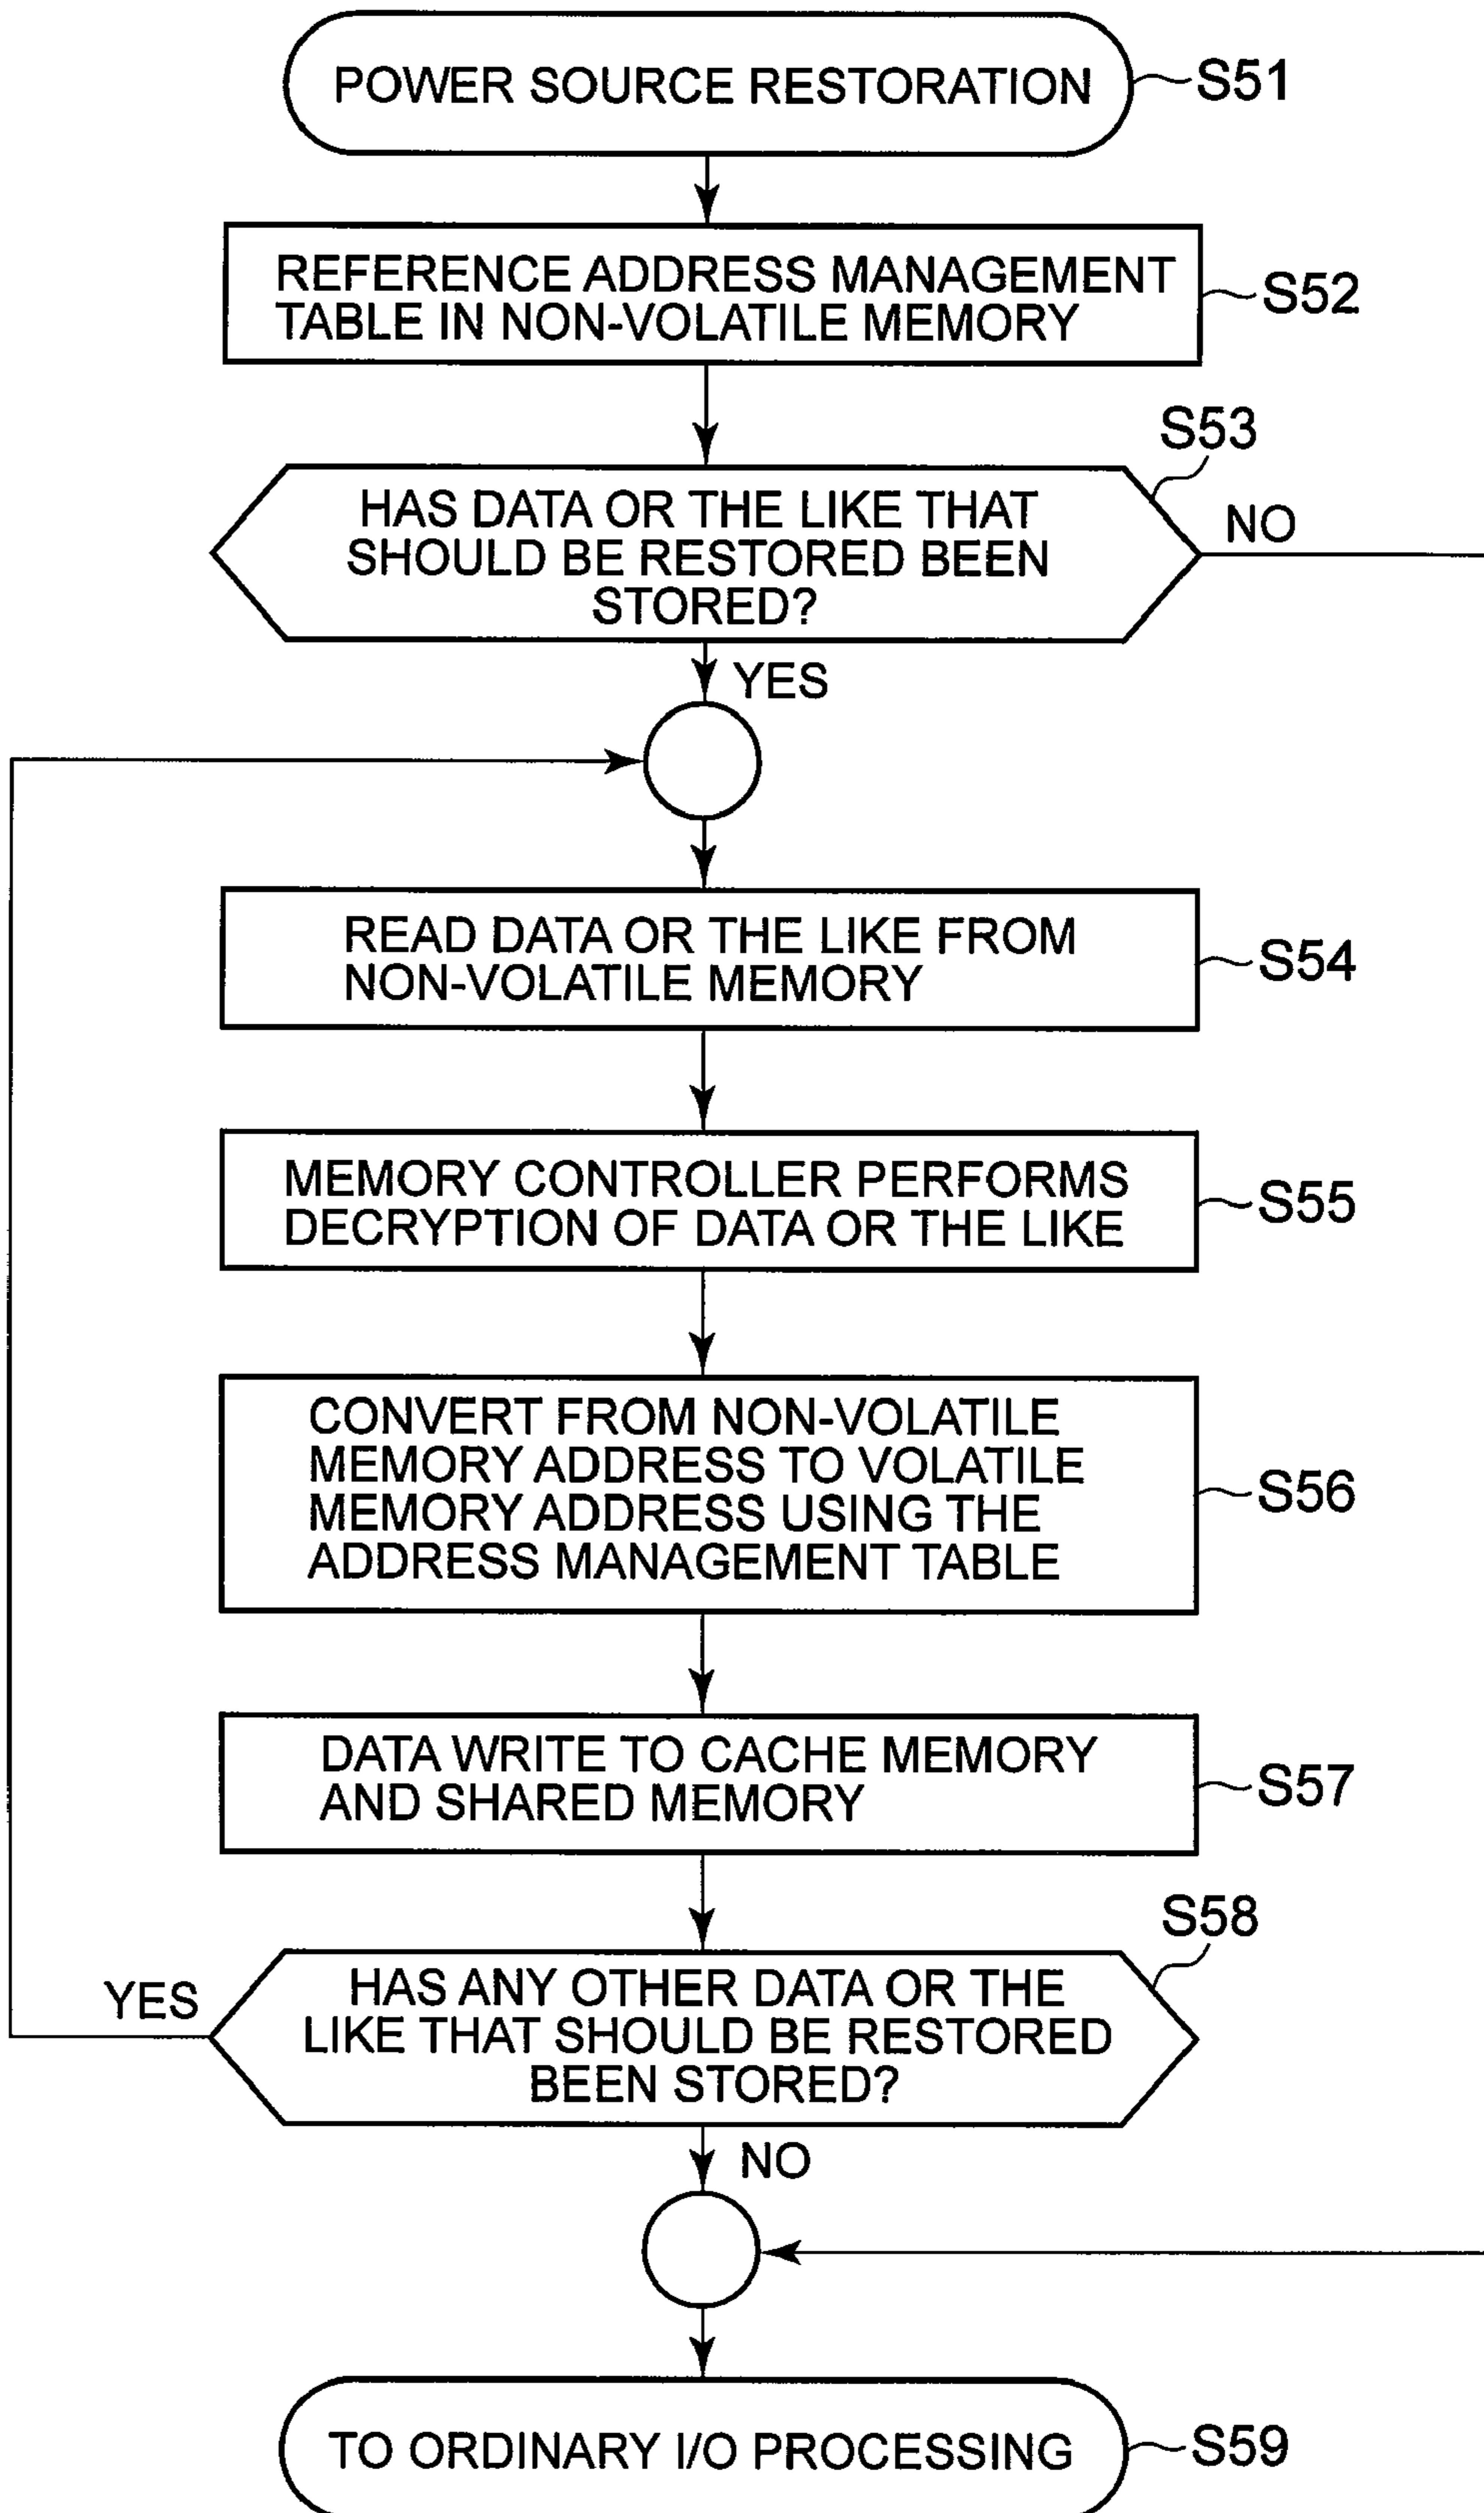 POWER SOURCE RESTORATION
S51
REFERENCE ADDRESS MANAGEMENT
TABLE IN NON-VOLATILE MEMORY
S52
S53
HAS DATA OR THE LIKE THAT
SHOULD BE RESTORED BEEN
STORED?
NO
YES
READ DATA OR THE LIKE FROM
NON-VOLATILE MEMORY
S54
MEMORY CONTROLLER PERFORMS
DECRYPTION OF DATA OR THE LIKE
S55
CONVERT FROM NON-VOLATILE
MEMORY ADDRESS TO VOLATILE
MEMORY ADDRESS USING THE
ADDRESS MANAGEMENT TABLE
S56
DATA WRITE TO CACHE MEMORY
AND SHARED MEMORY
S57
S58
YES
HAS ANY OTHER DATA OR THE
LIKE THAT SHOULD BE RESTORED
BEEN STORED?
NO
TO ORDINARY I/O PROCESSING
S59